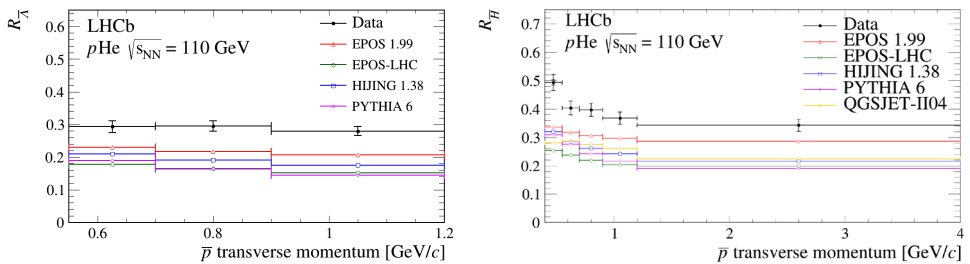 R_Λ̅
LHCb
pHe √s_NN = 110 GeV
Data
EPOS 1.99
EPOS-LHC
HIJING 1.38
PYTHIA 6
0.6
0.5
0.4
0.3
0.2
0.1
0
0.6 0.8 1 1.2
p̅ transverse momentum [GeV/c]
R_H̅
LHCb
pHe √s_NN = 110 GeV
Data
EPOS 1.99
EPOS-LHC
HIJING 1.38
PYTHIA 6
QGSJET-II04
0.7
0.6
0.5
0.4
0.3
0.2
0.1
0
1 2 3 4
p̅ transverse momentum [GeV/c]